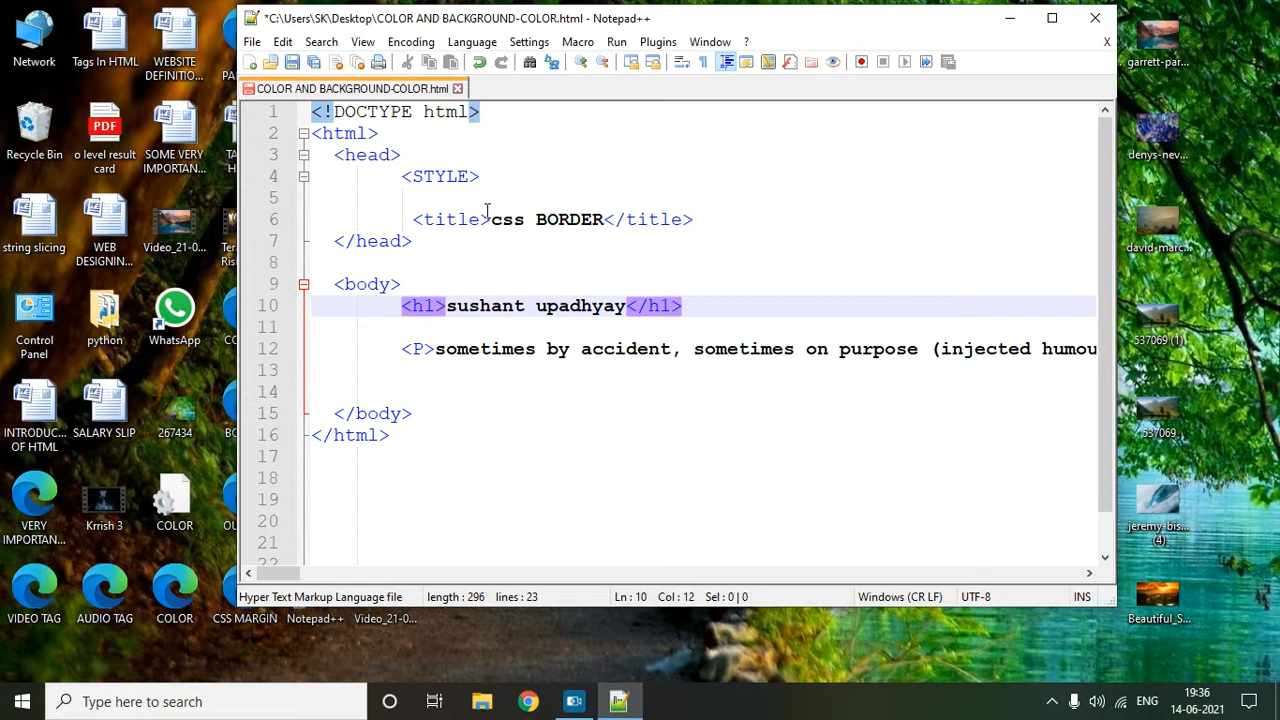 *C:\Users\SK\Desktop\COLOR AND BACKGROUND-COLOR.html - Notepad++
File Edit Search View Encoding Language Settings Macro Run Plugins Window ? X
COLOR AND BACKGROUND-COLOR.html
1 <!DOCTYPE html>
2 <html>
3 <head>
4 <STYLE>
5
6 <title>css BORDER</title>
7 </head>
8
9 <body>
10 <h1>sushant upadhyay</h1>
11
12 <P>sometimes by accident, sometimes on purpose (injected humou
13
14
15 </body>
16 </html>
17
18
19
20
21
22
Hyper Text Markup Language file length : 296 lines : 23 Ln : 10 Col : 12 Sel : 0 | 0 Windows (CR LF) UTF-8 INS
Network
Tags In HTML
WEBSITE
DEFINITIO...
Recycle Bin
PDF
o level result
card
SOME VERY
IMPORTAN...
string slicing
WEB
DESIGNIN...
Video_21-0...
Control
Panel
python
WhatsApp
INTRODUC...
OF HTML
SALARY SLIP
267434
VERY
IMPORTAN...
Krrish 3
COLOR
VIDEO TAG
AUDIO TAG
COLOR
CSS MARGIN
Notepad++
Video_21-0...
garrett-par...
denys-nev...
david-marc...
537069 (1)
537069
jeremy-bis...
(4)
Beautiful_S...
Type here to search
ENG
19:36
14-06-2021